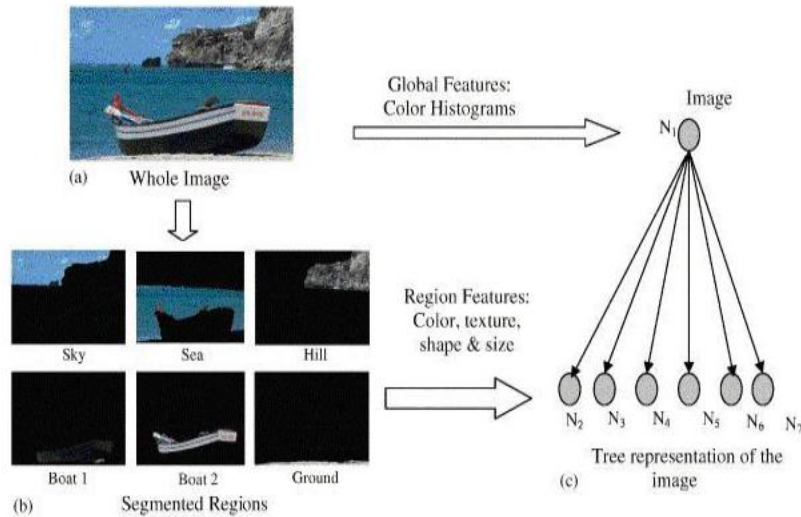 Global Features:
Color Histograms
Image
N1
(a) Whole Image
Region Features:
Color, texture,
shape & size
Sky Sea Hill
N2 N3 N4 N5 N6 N7
Boat 1 Boat 2 Ground
(b) Segmented Regions
(c) Tree representation of the
image